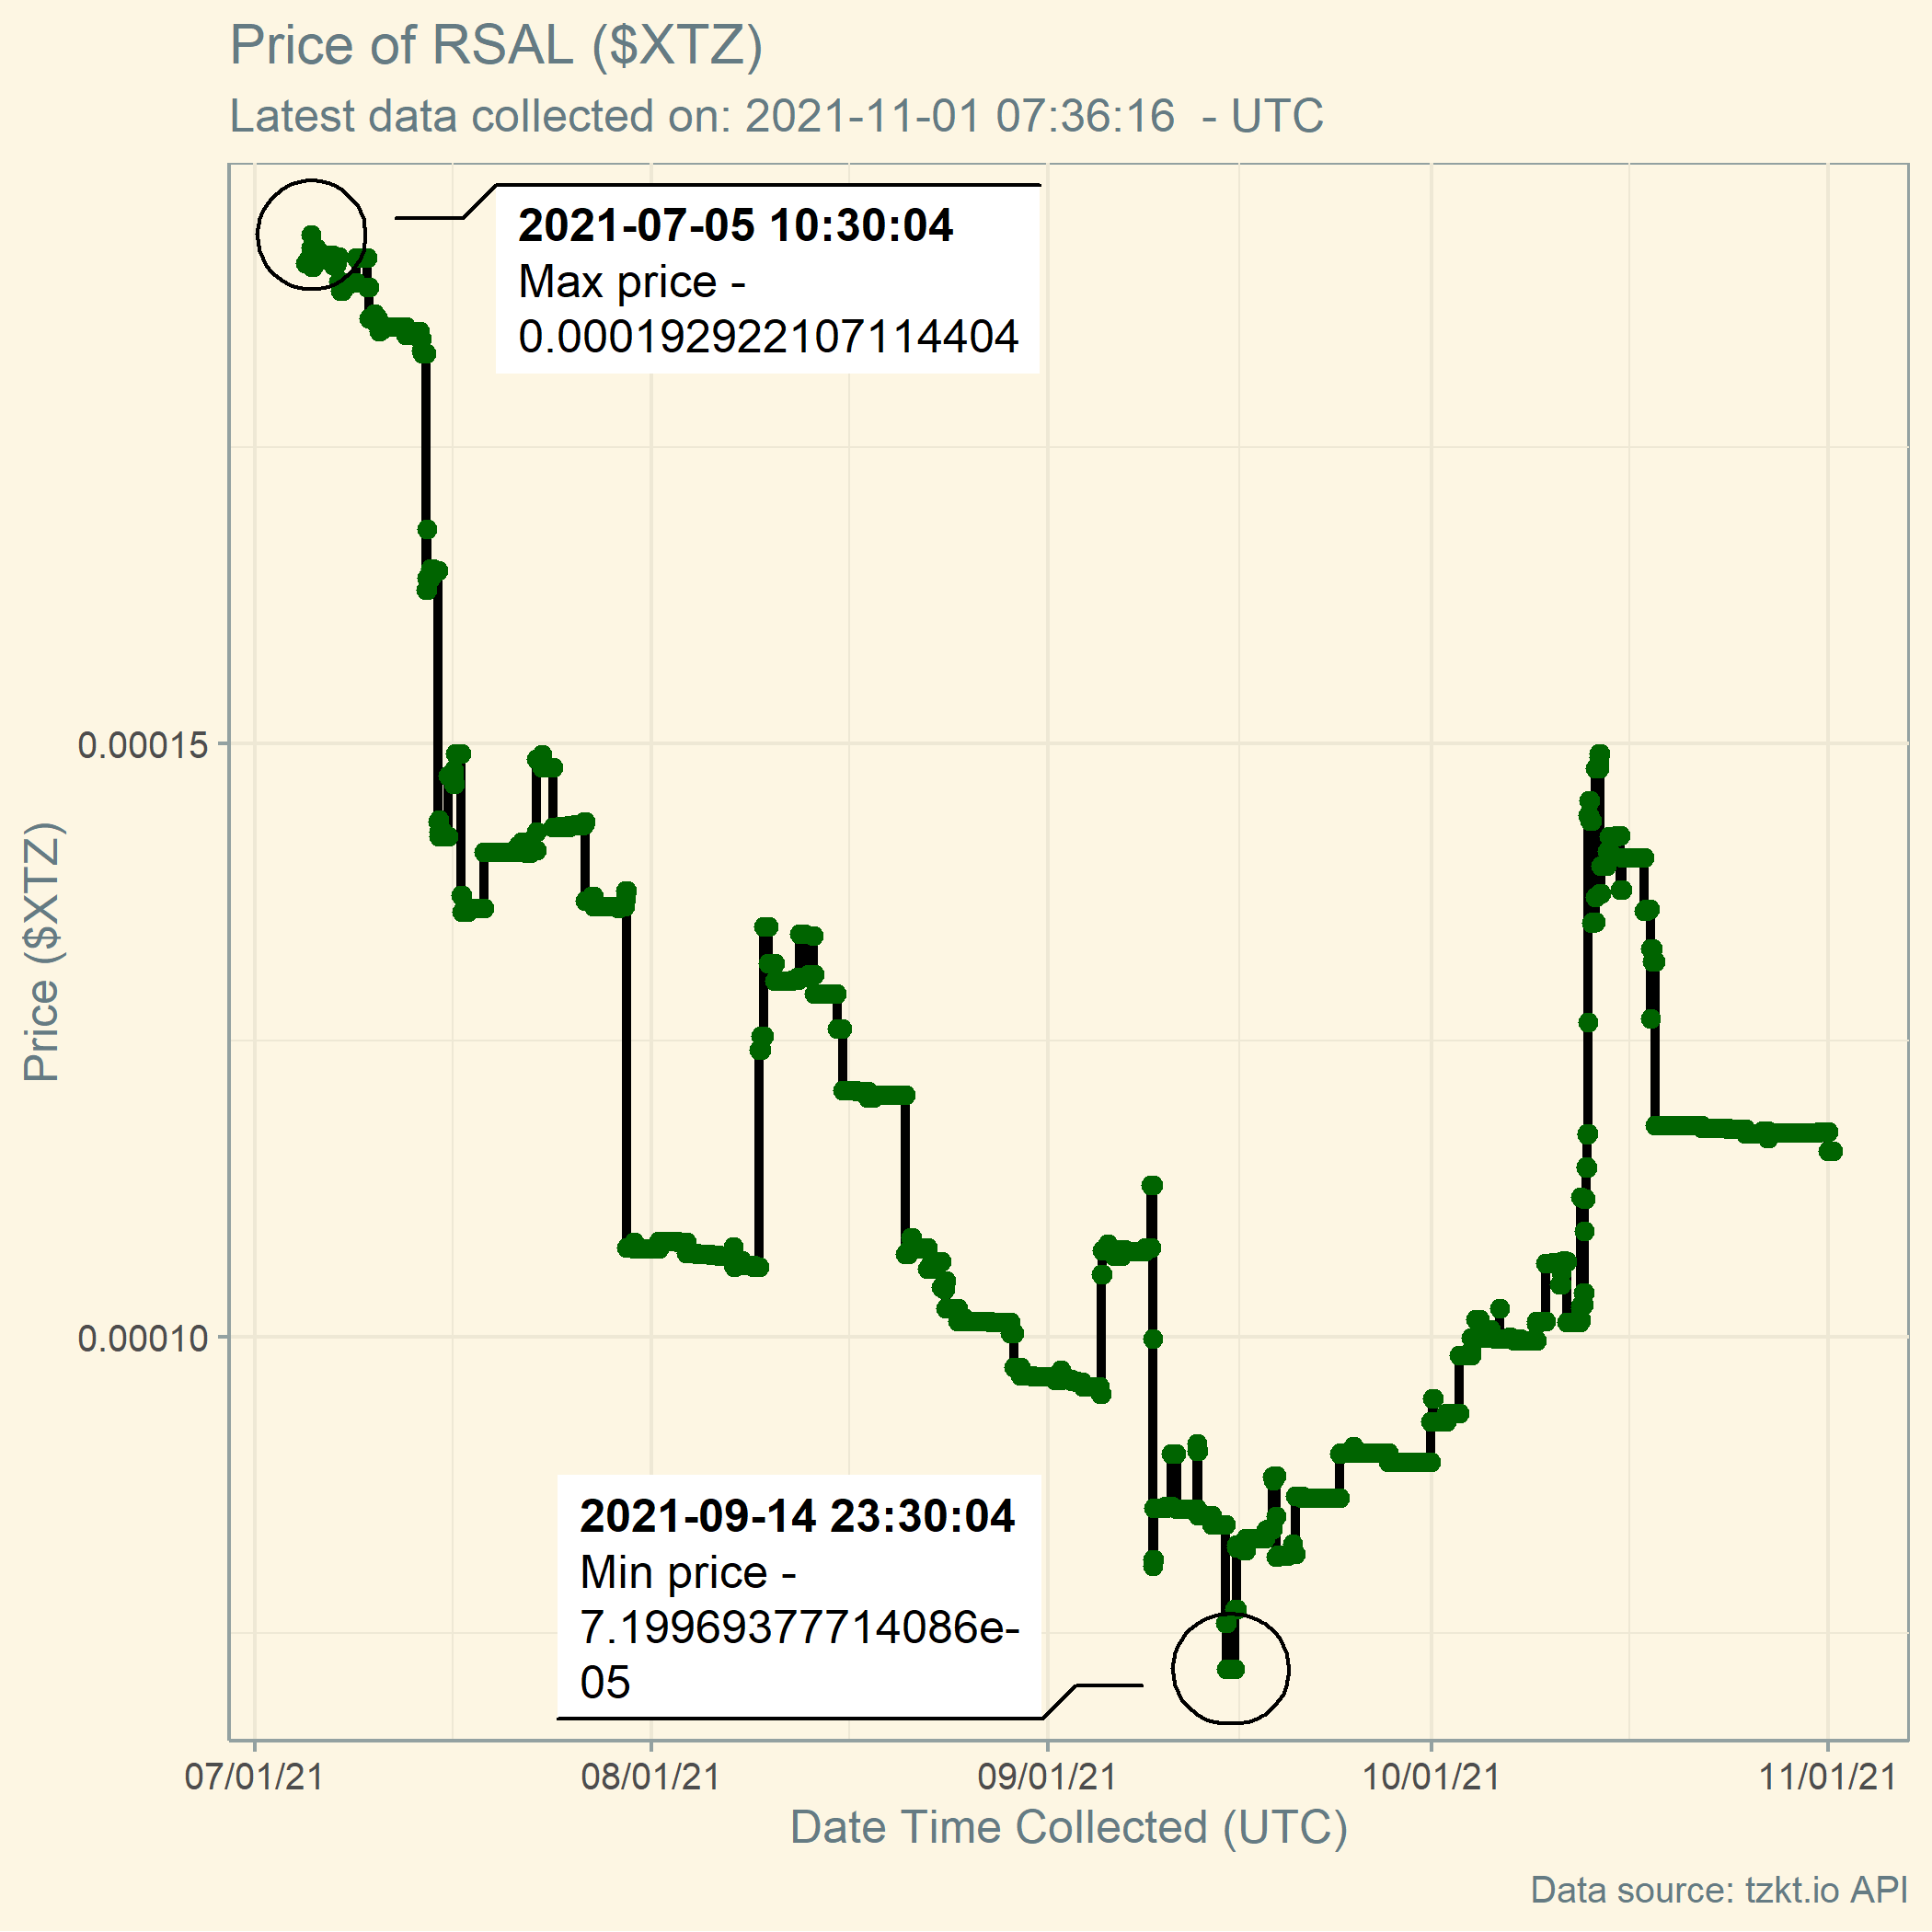 Price of RSAL ($XTZ)
Latest data collected on: 2021-11-01 07:36:16  - UTC
2021-07-05 10:30:04
Max price -
0.000192922107114404
0.00015
Price ($XTZ)
0.00010
2021-09-14 23:30:04
Min price -
7.19969377714086e-
05
07/01/21
08/01/21
09/01/21
10/01/21
11/01/21
Date Time Collected (UTC)
Data source: tzkt.io API